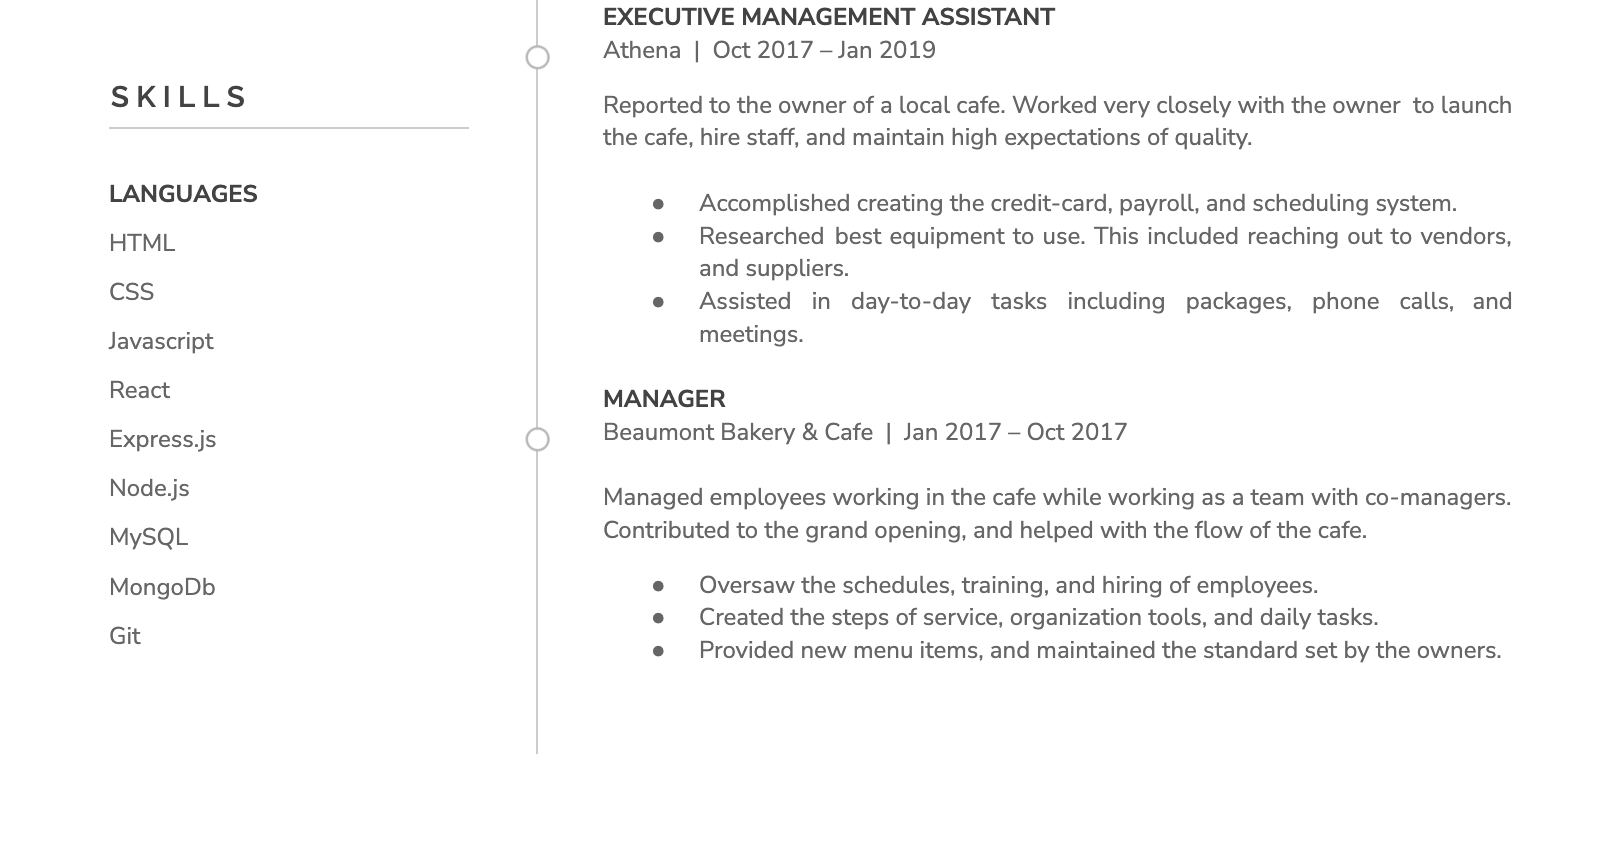 SKILLS
LANGUAGES
HTML
CSS
Javascript
React
Express.js
Node.js
MySQL
MongoDb
Git
EXECUTIVE MANAGEMENT ASSISTANT
Athena | Oct 2017 – Jan 2019
Reported to the owner of a local cafe. Worked very closely with the owner  to launch
the cafe, hire staff, and maintain high expectations of quality.
● Accomplished creating the credit-card, payroll, and scheduling system.
● Researched best equipment to use. This included reaching out to vendors,
and suppliers.
● Assisted in day-to-day tasks including packages, phone calls, and
meetings.
MANAGER
Beaumont Bakery & Cafe | Jan 2017 – Oct 2017
Managed employees working in the cafe while working as a team with co-managers.
Contributed to the grand opening, and helped with the flow of the cafe.
● Oversaw the schedules, training, and hiring of employees.
● Created the steps of service, organization tools, and daily tasks.
● Provided new menu items, and maintained the standard set by the owners.